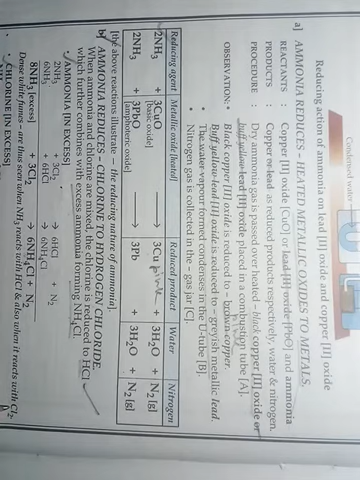 Condensed water
Reducing action of ammonia on lead [II] oxide and copper [II] oxide
a] AMMONIA REDUCES – HEATED METALLIC OXIDES TO METALS.
REACTANTS : Copper [II] oxide [CuO] or lead [II] oxide [PbO] and ammonia
PRODUCTS : Copper or lead as reduced products respectively, water & nitrogen.
PROCEDURE : Dry ammonia gas is passed over heated – black copper [II] oxide or
buff yellow lead [II] oxide placed in a combustion tube [A].
OBSERVATION: • Black copper [II] oxide is reduced to – brown copper.
Buff yellow lead [II] oxide is reduced to – greyish metallic lead.
• The water vapour formed condenses in the U-tube [B].
• Nitrogen gas is collected in the – gas jar [C].
Reducing agent Metallic oxide [heated] Reduced product Water Nitrogen
2NH3 + 3CuO → 3Cu + 3H2O + N2 [g]
[basic oxide]
2NH3 + 3PbO → 3Pb + 3H2O + N2 [g]
[amphoteric oxide]
[the above reactions illustrate – the reducing nature of ammonia]
b] AMMONIA REDUCES – CHLORINE TO HYDROGEN CHLORIDE.
When ammonia and chlorine are mixed, the chlorine is reduced to HCl
which further combines with excess ammonia forming NH4Cl.
• AMMONIA [IN EXCESS]
2NH3 + 3Cl2 → 6HCl + N2
6NH3 + 6HCl → 6NH4Cl
8NH3 [excess] + 3Cl2 → 6NH4Cl + N2
Dense white fumes – are thus seen when NH3 reacts with HCl & also when it reacts with Cl2
• CHLORINE [IN EXCESS]